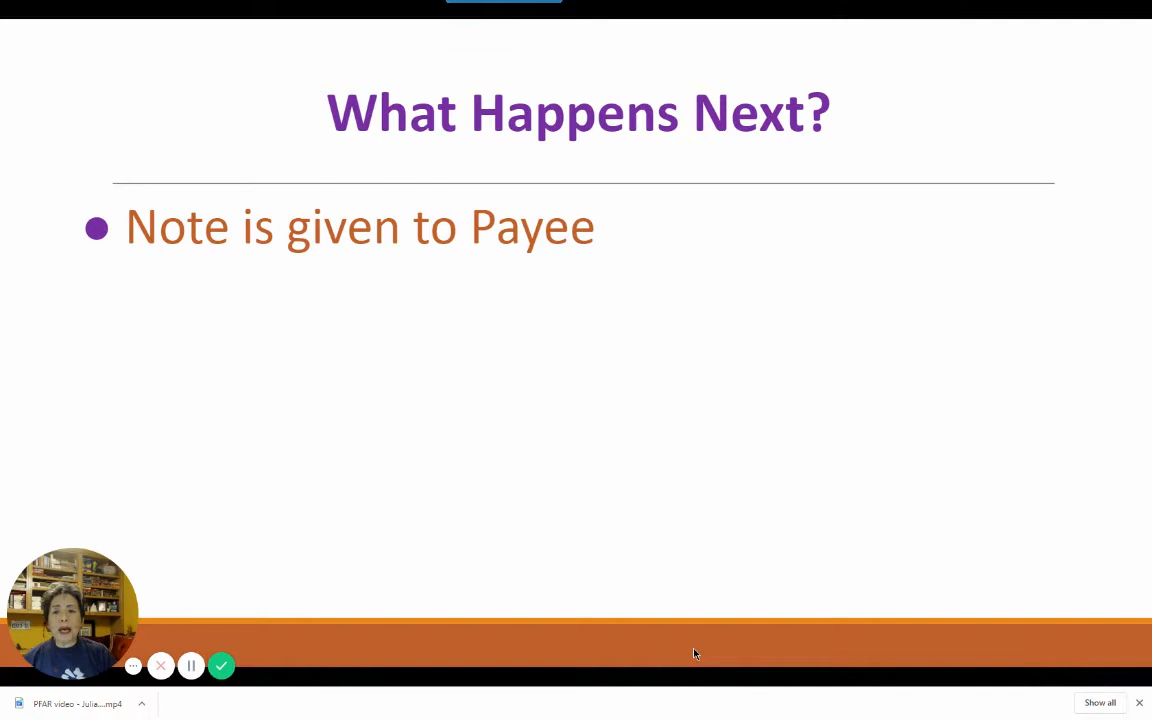 What Happens Next?
Note is given to Payee
PFAR video - Julia....mp4
Show all